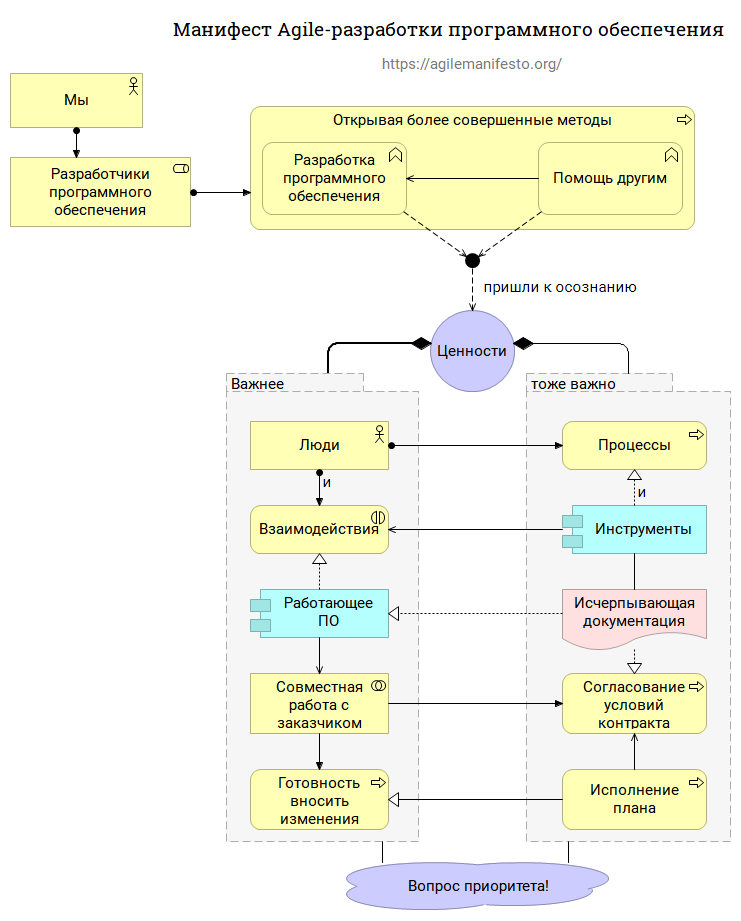 Манифест Agile-разработки программного обеспечения
https://agilemanifesto.org/
Мы
Открывая более совершенные методы
Разработчики
программного
обеспечения
Разработка
программного
обеспечения
Помощь другим
пришли к осознанию
Ценности
Важнее
тоже важно
Люди
Процессы
и
и
Взаимодействия
Инструменты
Работающее
ПО
Исчерпывающая
документация
Совместная
работа с
заказчиком
Согласование
условий
контракта
Готовность
вносить
изменения
Исполнение
плана
Вопрос приоритета!